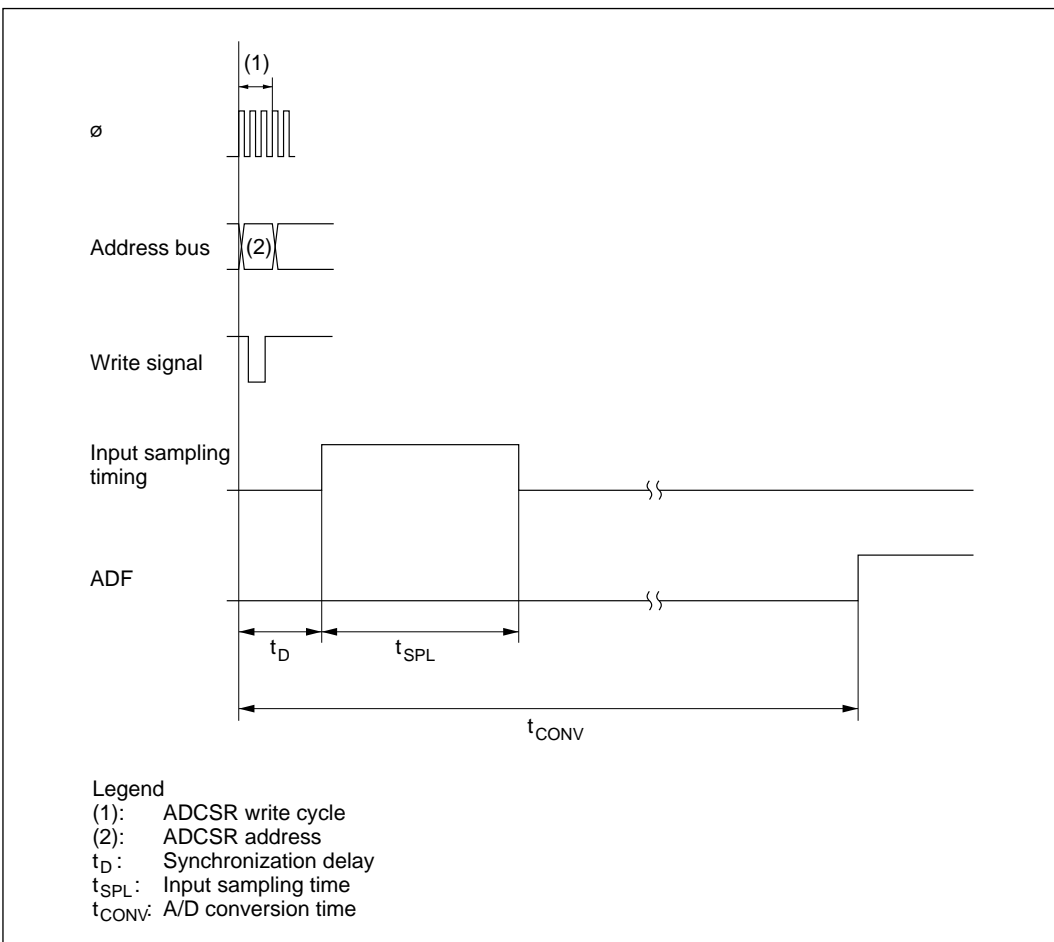 (1)
ø
Address bus
(2)
Write signal
Input sampling
timing
ADF
tD
tSPL
tCONV
Legend
(1): ADCSR write cycle
(2): ADCSR address
tD : Synchronization delay
tSPL: Input sampling time
tCONV: A/D conversion time